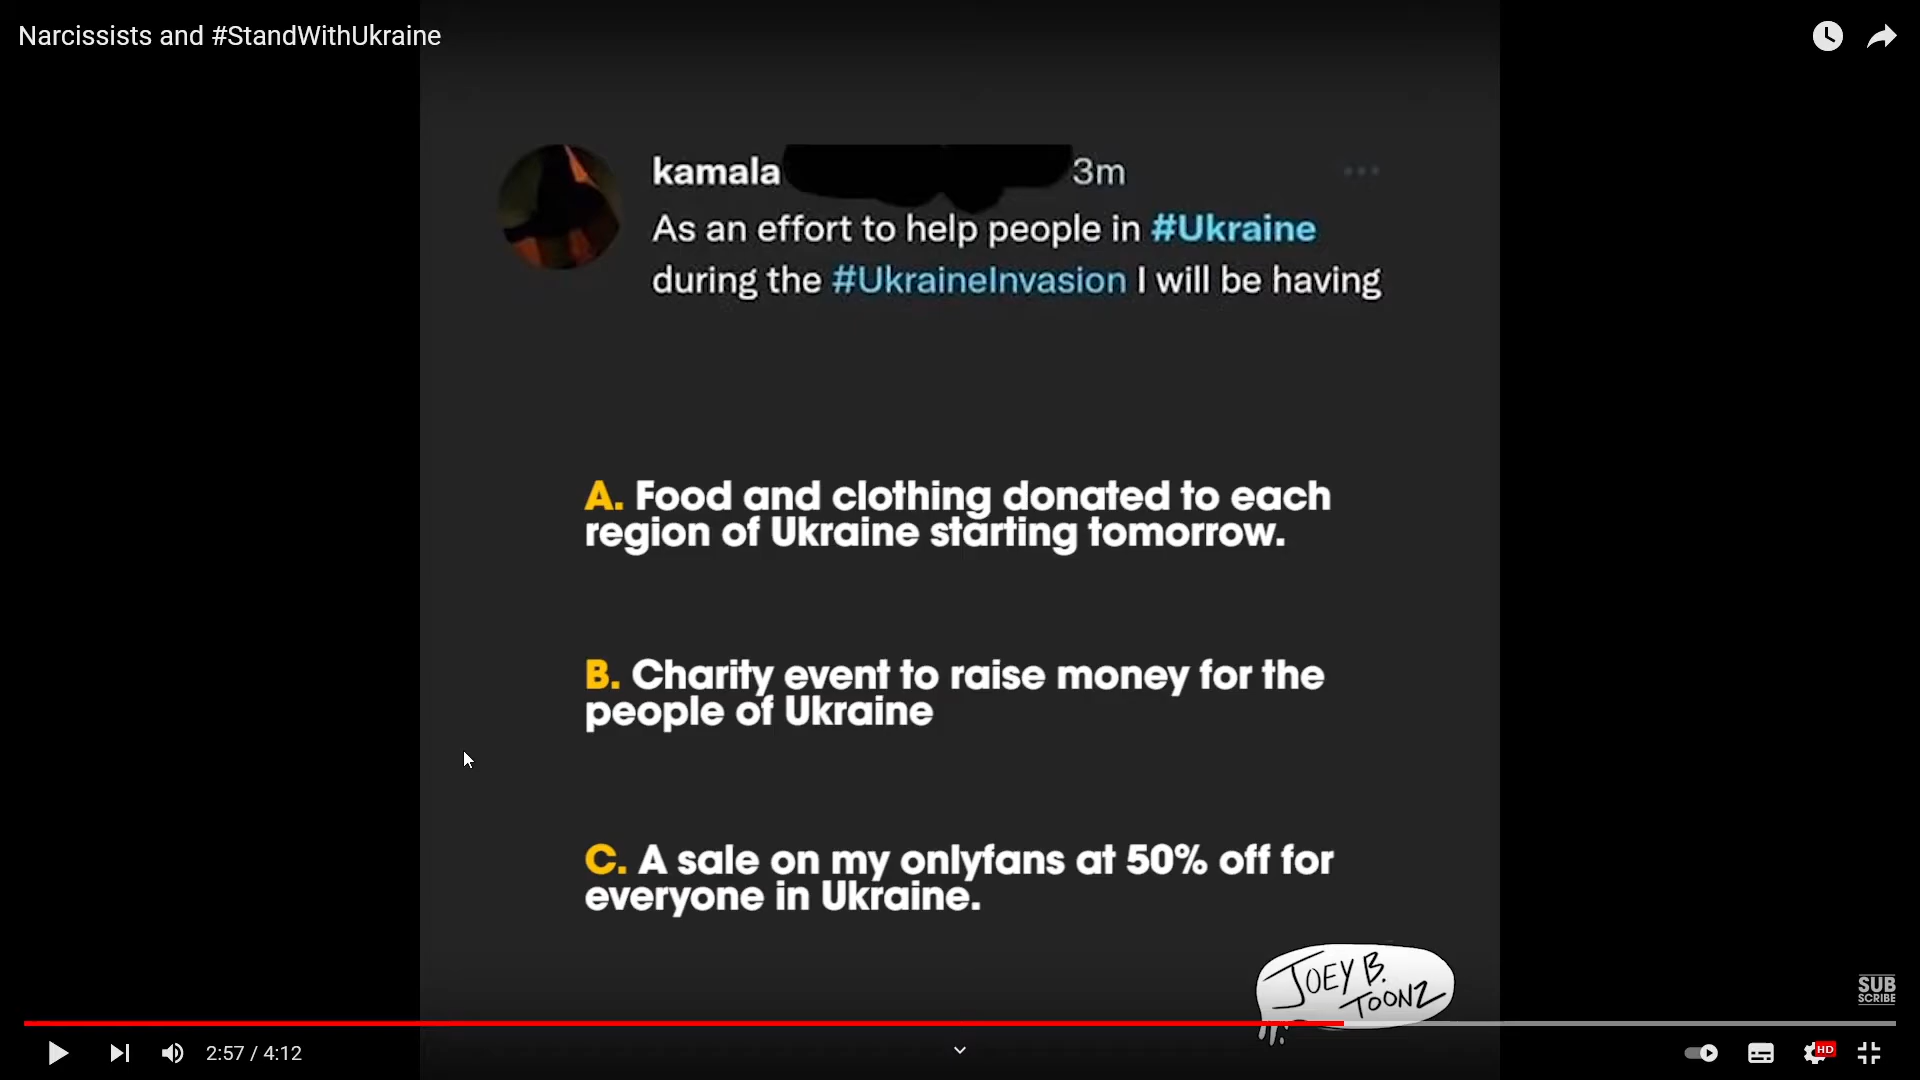 Narcissists and #StandWithUkraine
kamala 3m
As an effort to help people in #Ukraine
during the #UkraineInvasion I will be having
A. Food and clothing donated to each
region of Ukraine starting tomorrow.
B. Charity event to raise money for the
people of Ukraine
C. A sale on my onlyfans at 50% off for
everyone in Ukraine.
JOEY B.
TOONZ
SUB
SCRIBE
2:57 / 4:12
HD